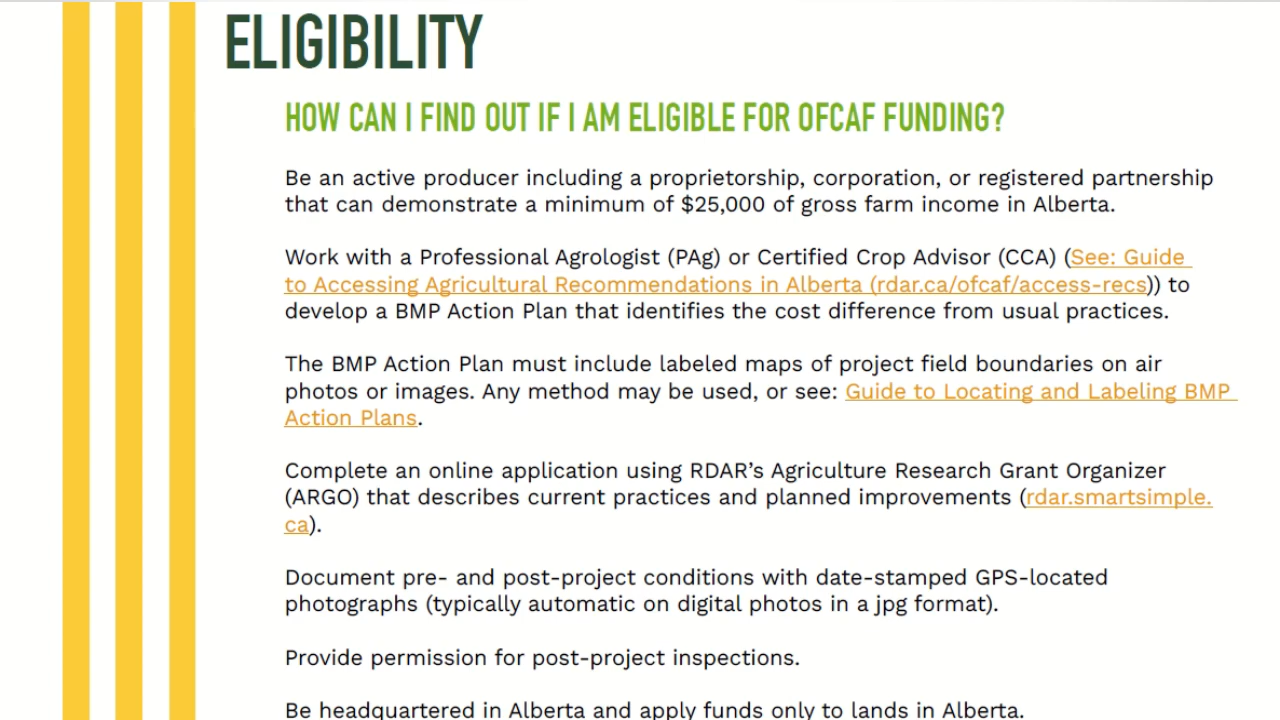 ELIGIBILITY
HOW CAN I FIND OUT IF I AM ELIGIBLE FOR OFCAF FUNDING?
Be an active producer including a proprietorship, corporation, or registered partnership
that can demonstrate a minimum of $25,000 of gross farm income in Alberta.
Work with a Professional Agrologist (PAg) or Certified Crop Advisor (CCA) (See: Guide
to Accessing Agricultural Recommendations in Alberta (rdar.ca/ofcaf/access-recs)) to
develop a BMP Action Plan that identifies the cost difference from usual practices.
The BMP Action Plan must include labeled maps of project field boundaries on air
photos or images. Any method may be used, or see: Guide to Locating and Labeling BMP
Action Plans.
Complete an online application using RDAR’s Agriculture Research Grant Organizer
(ARGO) that describes current practices and planned improvements (rdar.smartsimple.
ca).
Document pre- and post-project conditions with date-stamped GPS-located
photographs (typically automatic on digital photos in a jpg format).
Provide permission for post-project inspections.
Be headquartered in Alberta and apply funds only to lands in Alberta.